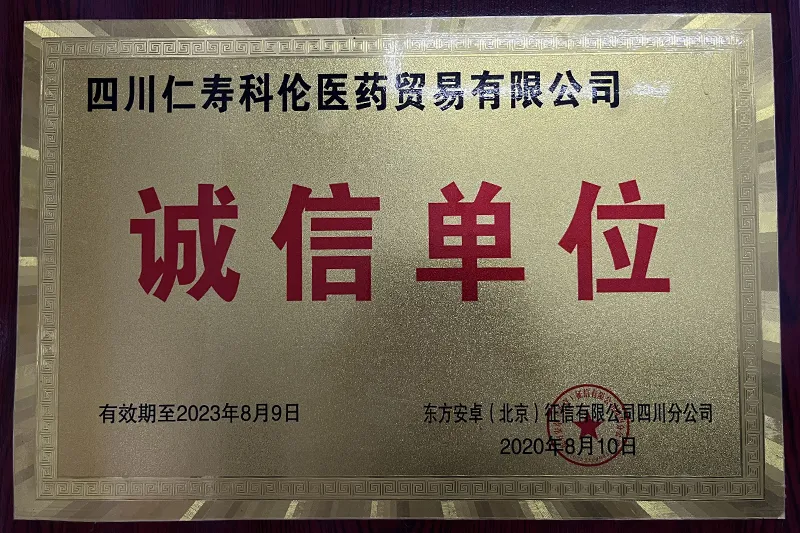 四川仁寿科伦医药贸易有限公司
诚信单位
有效期至2023年8月9日
东方安卓（北京）征信有限公司四川分公司
2020年8月10日